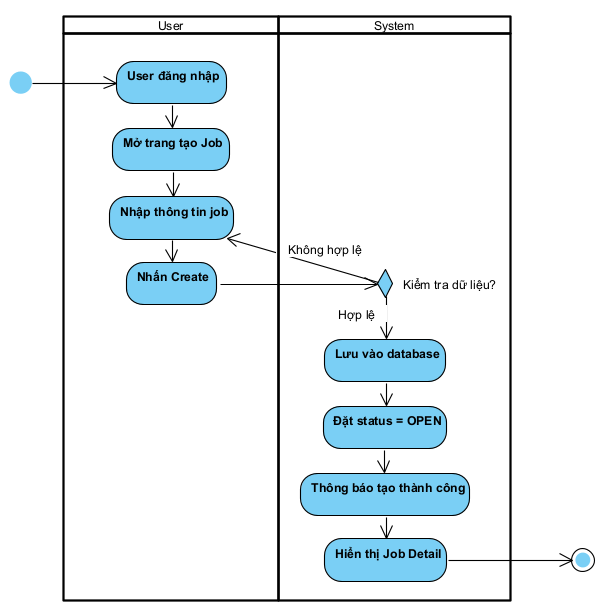 User
System
User đăng nhập
Mở trang tạo Job
Nhập thông tin job
Không hợp lệ
Nhấn Create
Kiểm tra dữ liệu?
Hợp lệ
Lưu vào database
Đặt status = OPEN
Thông báo tạo thành công
Hiển thị Job Detail